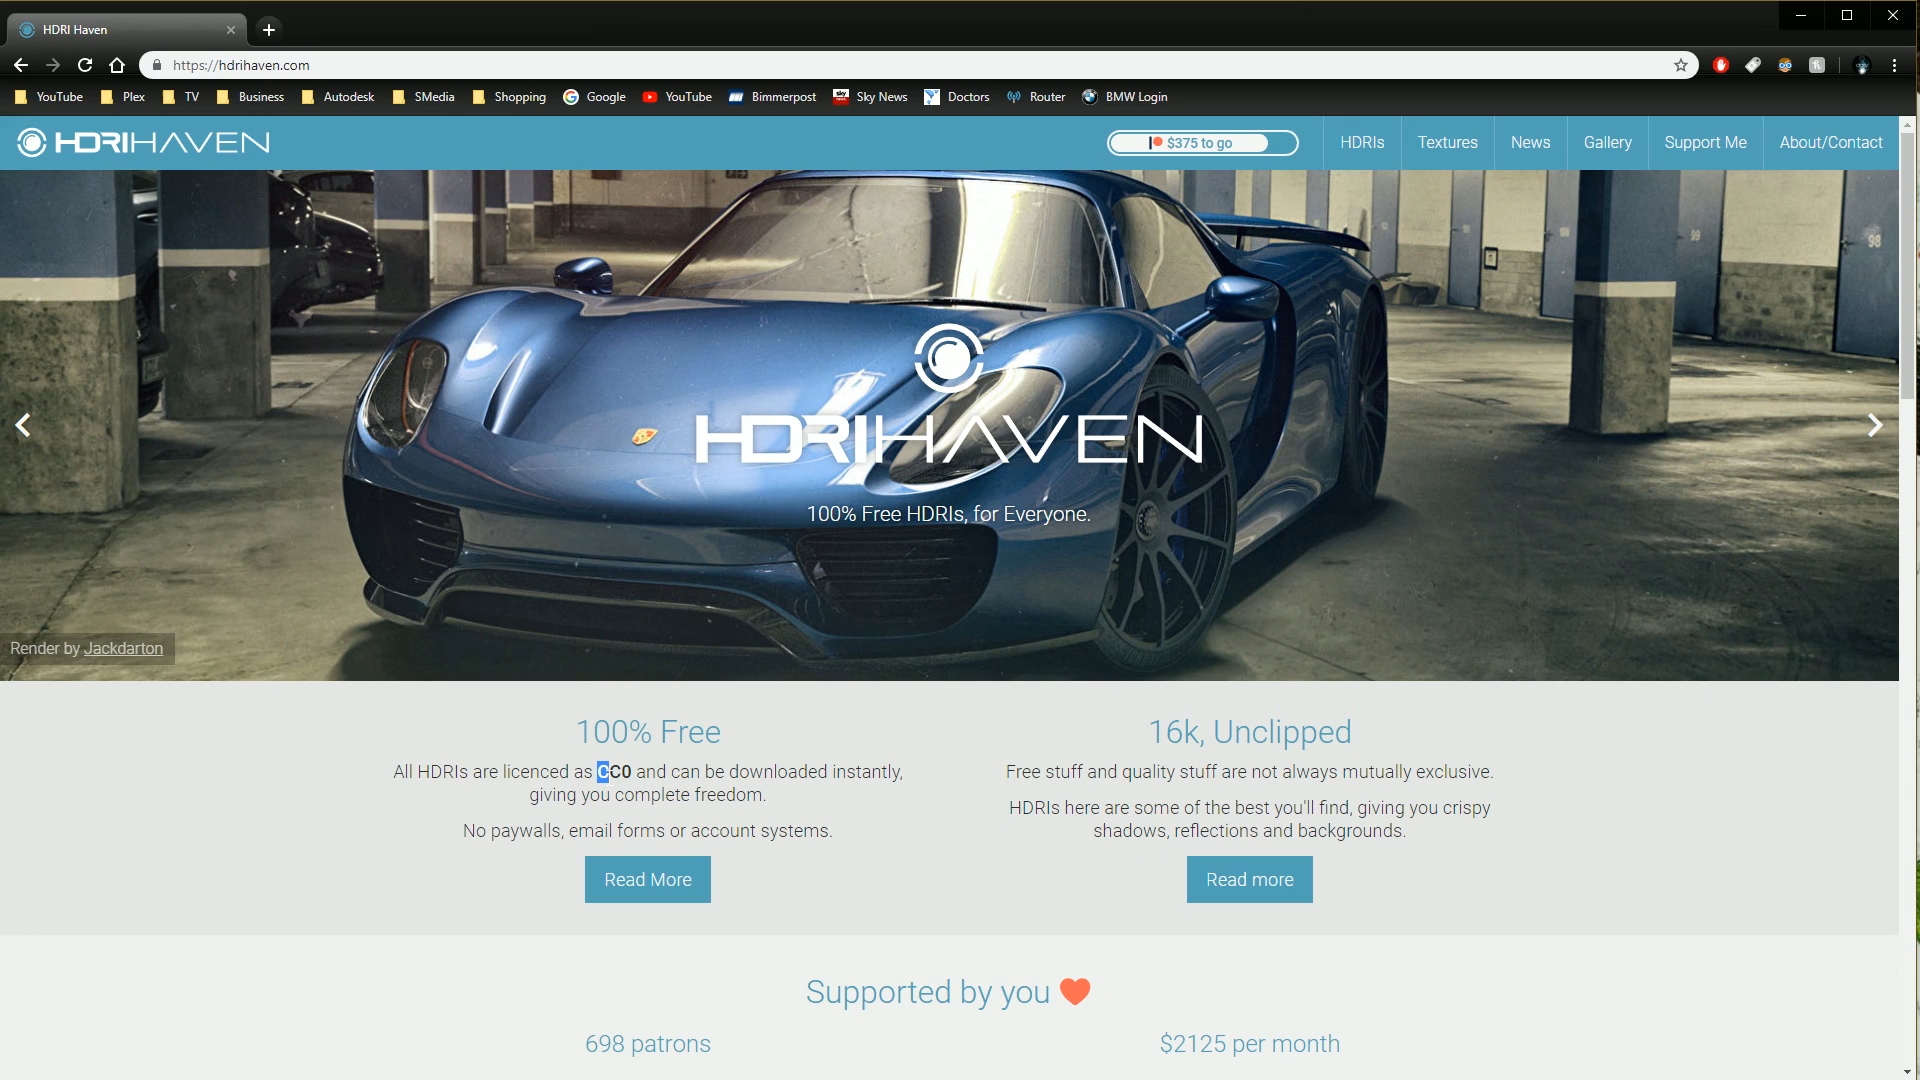 HDRI Haven
https://hdrihaven.com
YouTube Plex TV Business Autodesk SMedia Shopping Google YouTube Bimmerpost Sky News Doctors Router BMW Login
HDRIHAVEN
$375 to go
HDRIs Textures News Gallery Support Me About/Contact
99
98
HDRIHAVEN
100% Free HDRIs, for Everyone.
Render by Jackdarton
100% Free
All HDRIs are licenced as CC0 and can be downloaded instantly,
giving you complete freedom.
No paywalls, email forms or account systems.
Read More
16k, Unclipped
Free stuff and quality stuff are not always mutually exclusive.
HDRIs here are some of the best you'll find, giving you crispy
shadows, reflections and backgrounds.
Read more
Supported by you
698 patrons
$2125 per month